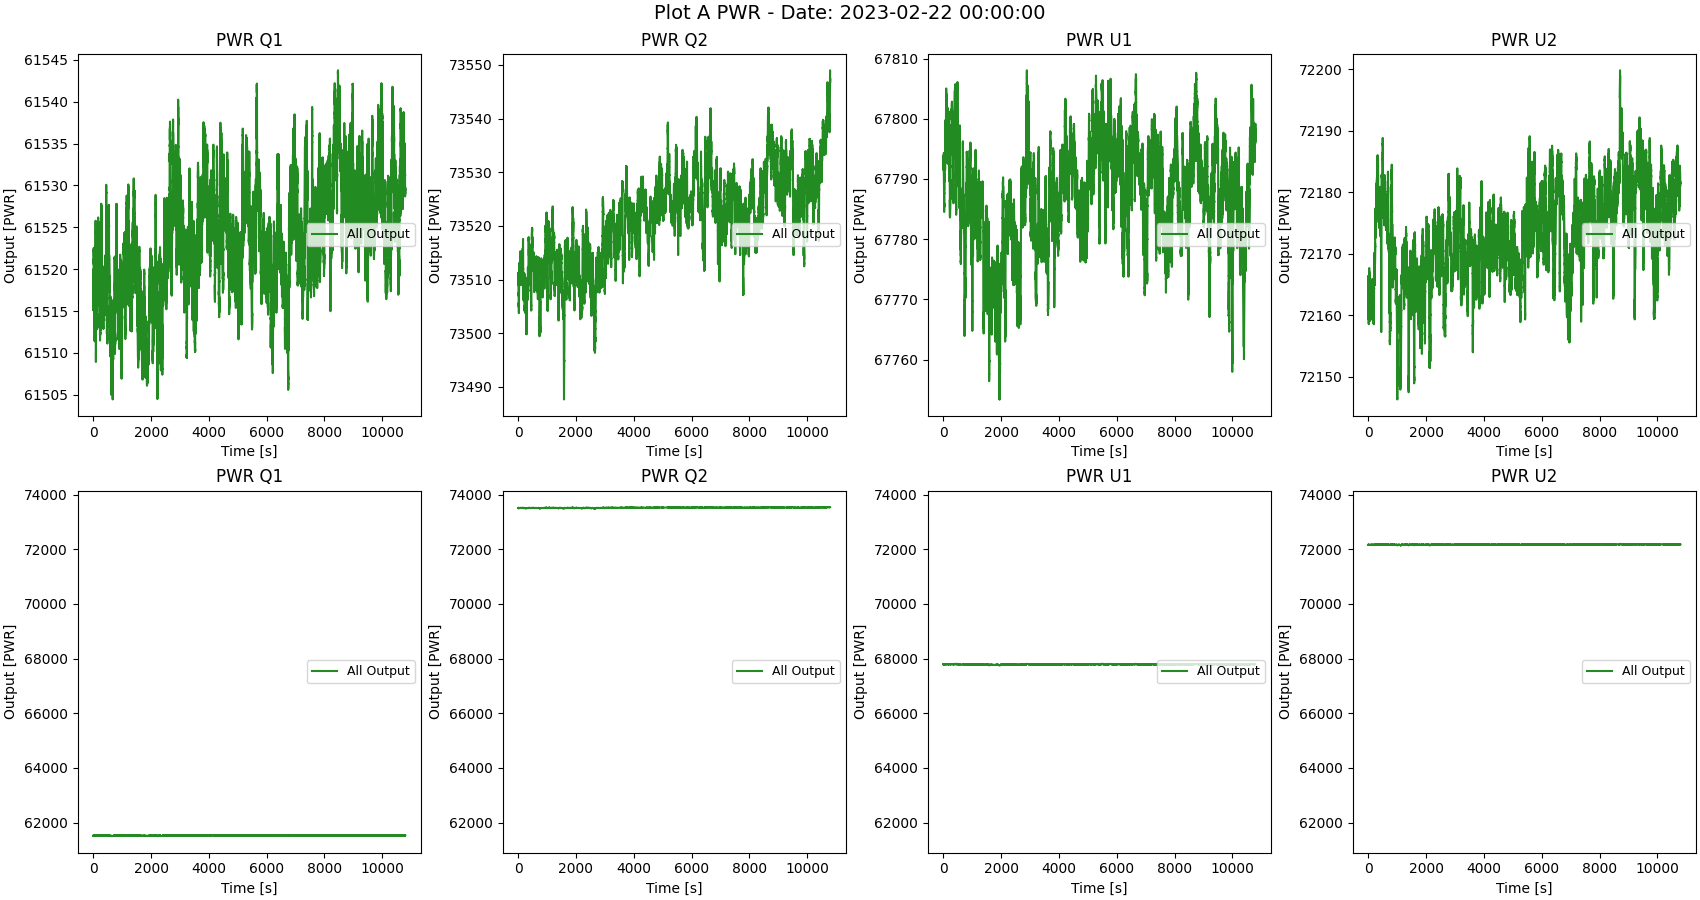 Plot A PWR - Date: 2023-02-22 00:00:00
PWR Q1
Output [PWR]
61545
61540
61535
61530
61525
61520
61515
61510
61505
All Output
0 2000 4000 6000 8000 10000
Time [s]
PWR Q2
Output [PWR]
73550
73540
73530
73520
73510
73500
73490
All Output
0 2000 4000 6000 8000 10000
Time [s]
PWR U1
Output [PWR]
67810
67800
67790
67780
67770
67760
All Output
0 2000 4000 6000 8000 10000
Time [s]
PWR U2
Output [PWR]
72200
72190
72180
72170
72160
72150
All Output
0 2000 4000 6000 8000 10000
Time [s]
PWR Q1
Output [PWR]
74000
72000
70000
68000
66000
64000
62000
All Output
0 2000 4000 6000 8000 10000
Time [s]
PWR Q2
Output [PWR]
74000
72000
70000
68000
66000
64000
62000
All Output
0 2000 4000 6000 8000 10000
Time [s]
PWR U1
Output [PWR]
74000
72000
70000
68000
66000
64000
62000
All Output
0 2000 4000 6000 8000 10000
Time [s]
PWR U2
Output [PWR]
74000
72000
70000
68000
66000
64000
62000
All Output
0 2000 4000 6000 8000 10000
Time [s]